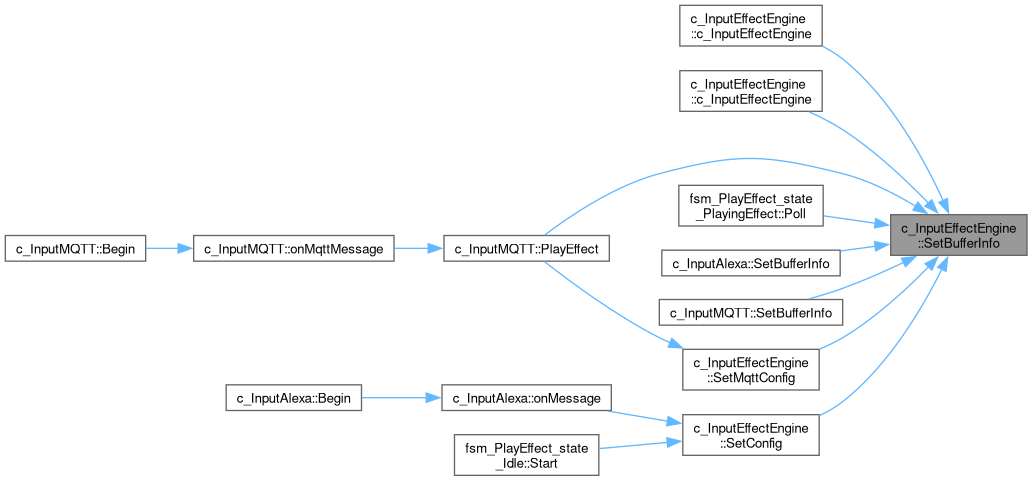 c_InputEffectEngine
::c_InputEffectEngine
c_InputEffectEngine
::c_InputEffectEngine
fsm_PlayEffect_state
_PlayingEffect::Poll
c_InputEffectEngine
::SetBufferInfo
c_InputMQTT::Begin
c_InputMQTT::onMqttMessage
c_InputMQTT::PlayEffect
c_InputAlexa::SetBufferInfo
c_InputMQTT::SetBufferInfo
c_InputEffectEngine
::SetMqttConfig
c_InputAlexa::Begin
c_InputAlexa::onMessage
c_InputEffectEngine
::SetConfig
fsm_PlayEffect_state
_Idle::Start